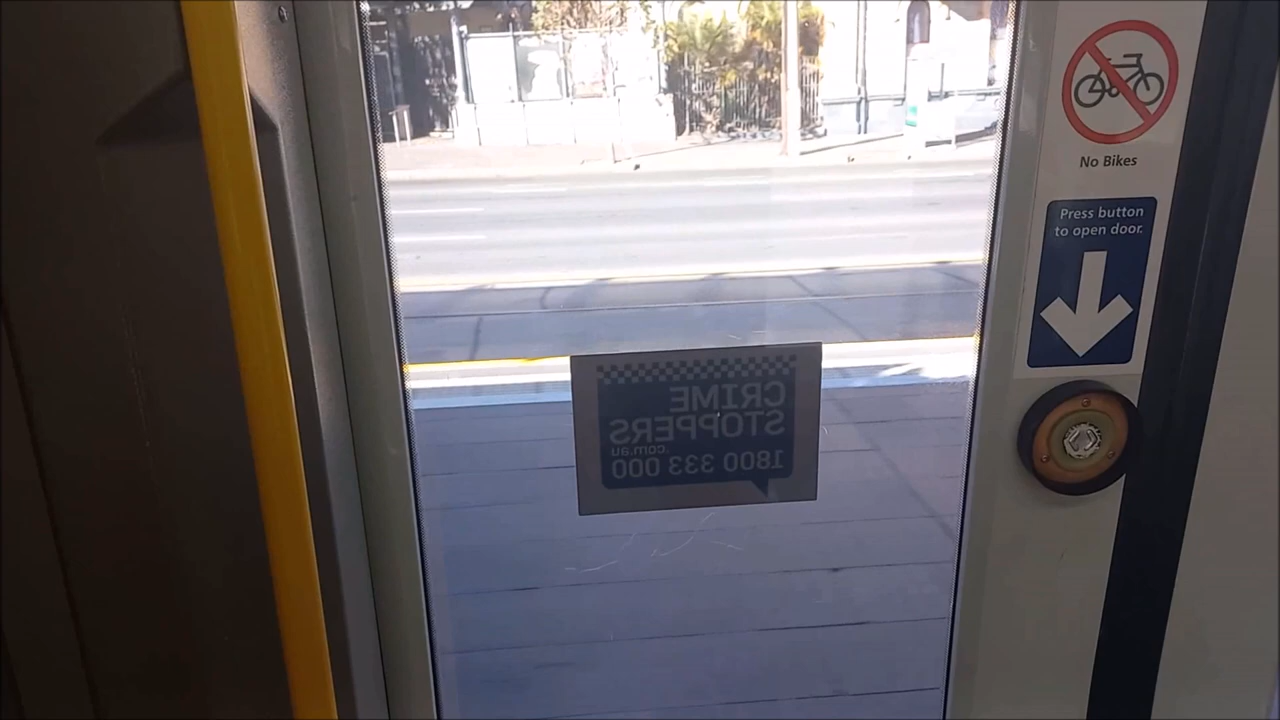 No Bikes
Press button
to open door.
CRIME
STOPPERS
.com.au
1800 333 000